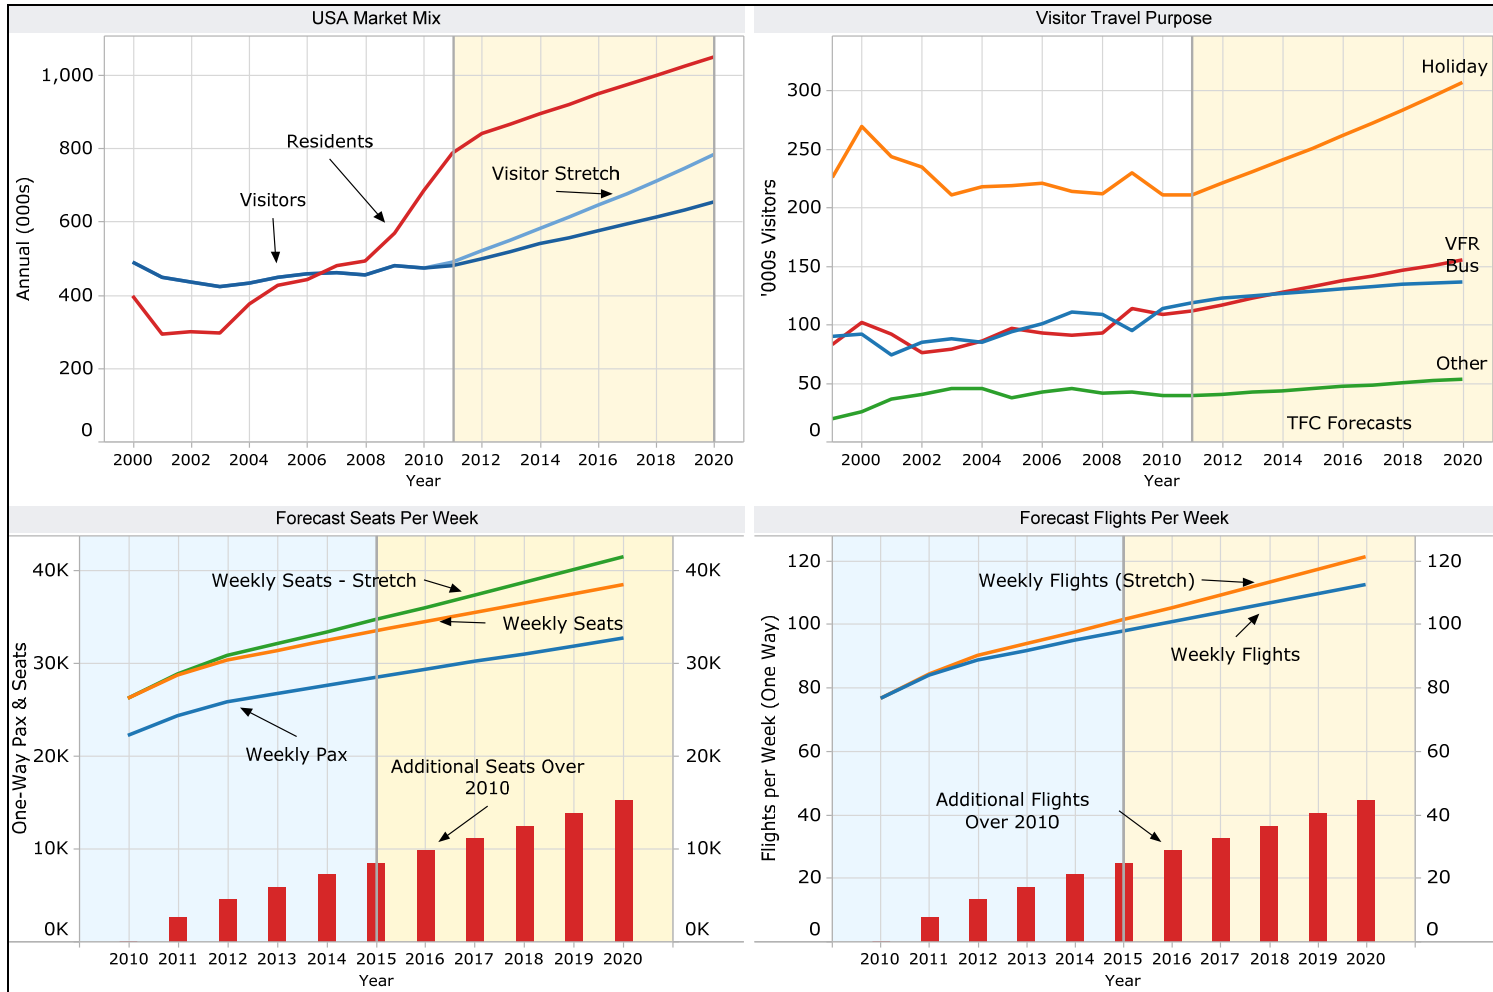 USA Market Mix
Annual (000s)
1,000
800
600
400
200
0
Residents
Visitors
Visitor Stretch
2000 2002 2004 2006 2008 2010 2012 2014 2016 2018 2020
Year
Visitor Travel Purpose
'000s Visitors
300
250
200
150
100
50
0
Holiday
VFR
Bus
Other
TFC Forecasts
2000 2002 2004 2006 2008 2010 2012 2014 2016 2018 2020
Year
Forecast Seats Per Week
One-Way Pax & Seats
40K
30K
20K
10K
0K
Weekly Seats - Stretch
Weekly Seats
Weekly Pax
Additional Seats Over
2010
40K
30K
20K
10K
0K
2010 2011 2012 2013 2014 2015 2016 2017 2018 2019 2020
Year
Forecast Flights Per Week
Flights per Week (One Way)
120
100
80
60
40
20
0
Weekly Flights (Stretch)
Weekly Flights
Additional Flights
Over 2010
120
100
80
60
40
20
0
2010 2011 2012 2013 2014 2015 2016 2017 2018 2019 2020
Year